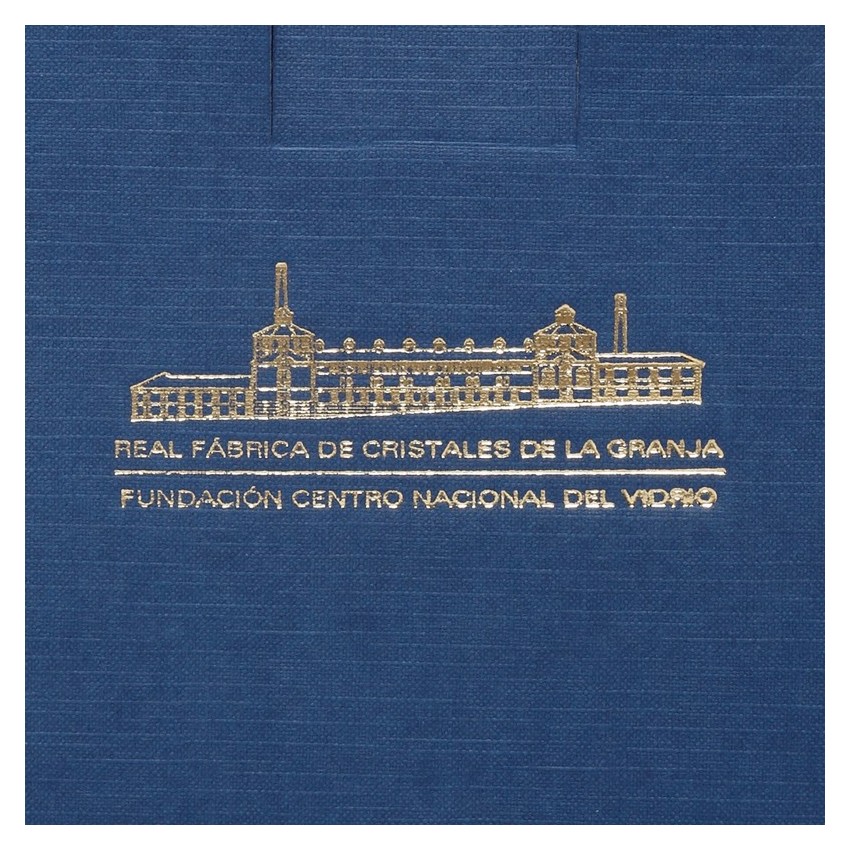 REAL FÁBRICA DE CRISTALES DE LA GRANJA
FUNDACIÓN CENTRO NACIONAL DEL VIDRIO